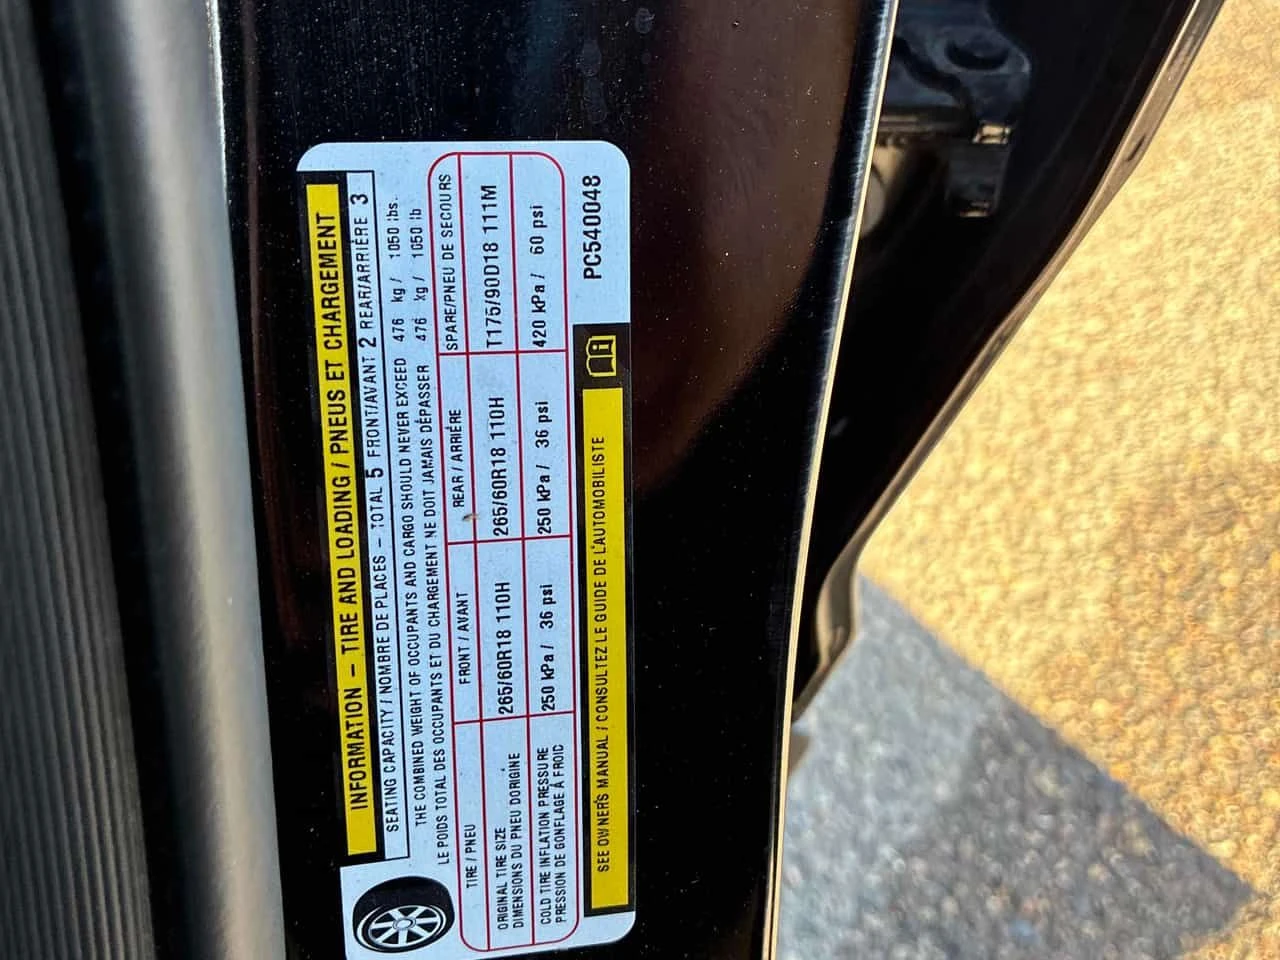 INFORMATION – TIRE AND LOADING / PNEUS ET CHARGEMENT
SEATING CAPACITY / NOMBRE DE PLACES – TOTAL 5 FRONT/AVANT 2 REAR/ARRIÈRE 3
THE COMBINED WEIGHT OF OCCUPANTS AND CARGO SHOULD NEVER EXCEED 476 kg / 1050 lbs.
LE POIDS TOTAL DES OCCUPANTS ET DU CHARGEMENT NE DOIT JAMAIS DÉPASSER 476 kg / 1050 lb
TIRE / PNEU FRONT / AVANT REAR / ARRIÈRE SPARE/PNEU DE SECOURS
ORIGINAL TIRE SIZE
DIMENSIONS DU PNEU DORIGINE
265/60R18 110H 265/60R18 110H T175/90D18 111M
COLD TIRE INFLATION PRESSURE
PRESSION DE GONFLAGE À FROID
250 kPa / 36 psi 250 kPa / 36 psi 420 kPa / 60 psi
SEE OWNER'S MANUAL / CONSULTEZ LE GUIDE DE L'AUTOMOBILISTE
PC540048